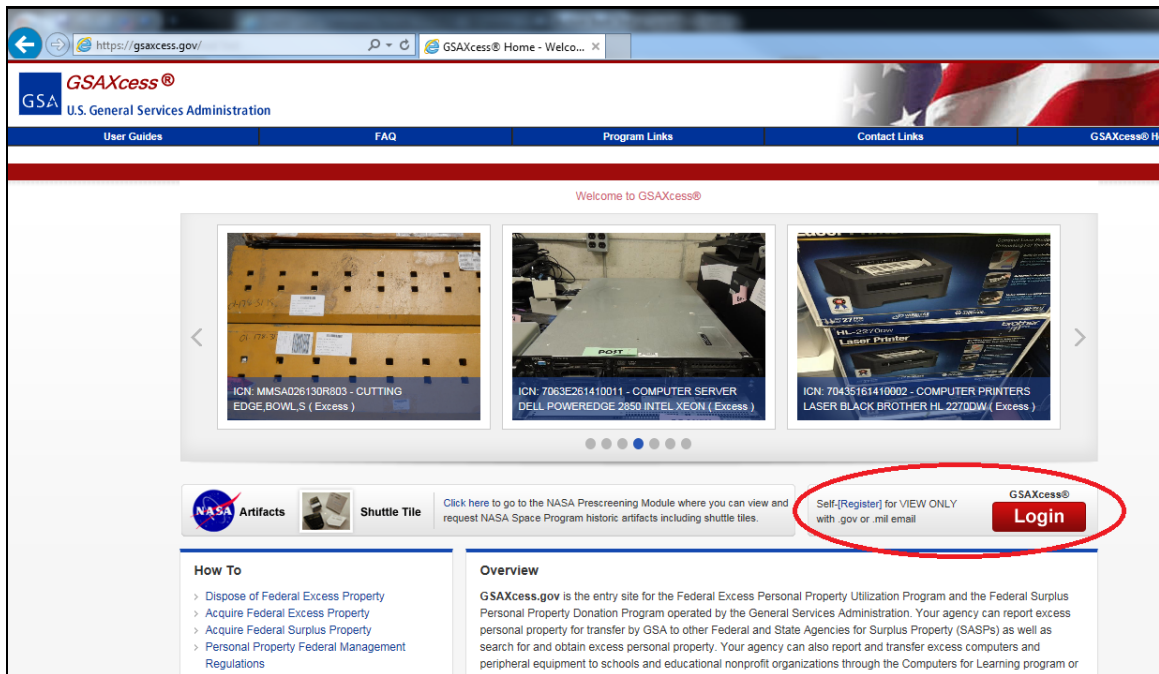 https://gsaxcess.gov/
GSAXcess® Home - Welco...
GSA
GSAXcess®
U.S. General Services Administration
User Guides
FAQ
Program Links
Contact Links
GSAXcess® H
Welcome to GSAXcess®
POST
HL-2270DW
Laser Printer
brother
ICN: MMSA026130R803 - CUTTING
EDGE,BOWL,S ( Excess )
ICN: 7063E261410011 - COMPUTER SERVER
DELL POWEREDGE 2850 INTEL XEON ( Excess )
ICN: 70435161410002 - COMPUTER PRINTERS
LASER BLACK BROTHER HL 2270DW ( Excess )
NASA
Artifacts
Shuttle Tile
Click here to go to the NASA Prescreening Module where you can view and
request NASA Space Program historic artifacts including shuttle tiles.
Self-[Register] for VIEW ONLY
with .gov or .mil email
GSAXcess®
Login
How To
Dispose of Federal Excess Property
Acquire Federal Excess Property
Acquire Federal Surplus Property
Personal Property Federal Management
Regulations
Overview
GSAXcess.gov is the entry site for the Federal Excess Personal Property Utilization Program and the Federal Surplus
Personal Property Donation Program operated by the General Services Administration. Your agency can report excess
personal property for transfer by GSA to other Federal and State Agencies for Surplus Property (SASPs) as well as
search for and obtain excess personal property. Your agency can also report and transfer excess computers and
peripheral equipment to schools and educational nonprofit organizations through the Computers for Learning program or